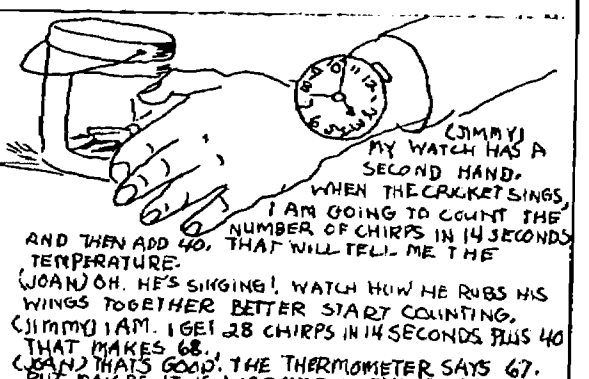 (JIMMY)
MY WATCH HAS A
SECOND HAND.
WHEN THE CRICKET SINGS,
I AM GOING TO COUNT THE
NUMBER OF CHIRPS IN 14 SECONDS
AND THEN ADD 40. THAT WILL TELL ME THE
TEMPERATURE.
(JOAN) OH. HE'S SINGING! WATCH HOW HE RUBS HIS
WINGS TOGETHER BETTER START COUNTING.
(JIMMY) I AM. I GET 28 CHIRPS IN 14 SECONDS PLUS 40
THAT MAKES 68.
(JOAN) THAT'S GOOD! THE THERMOMETER SAYS 67.